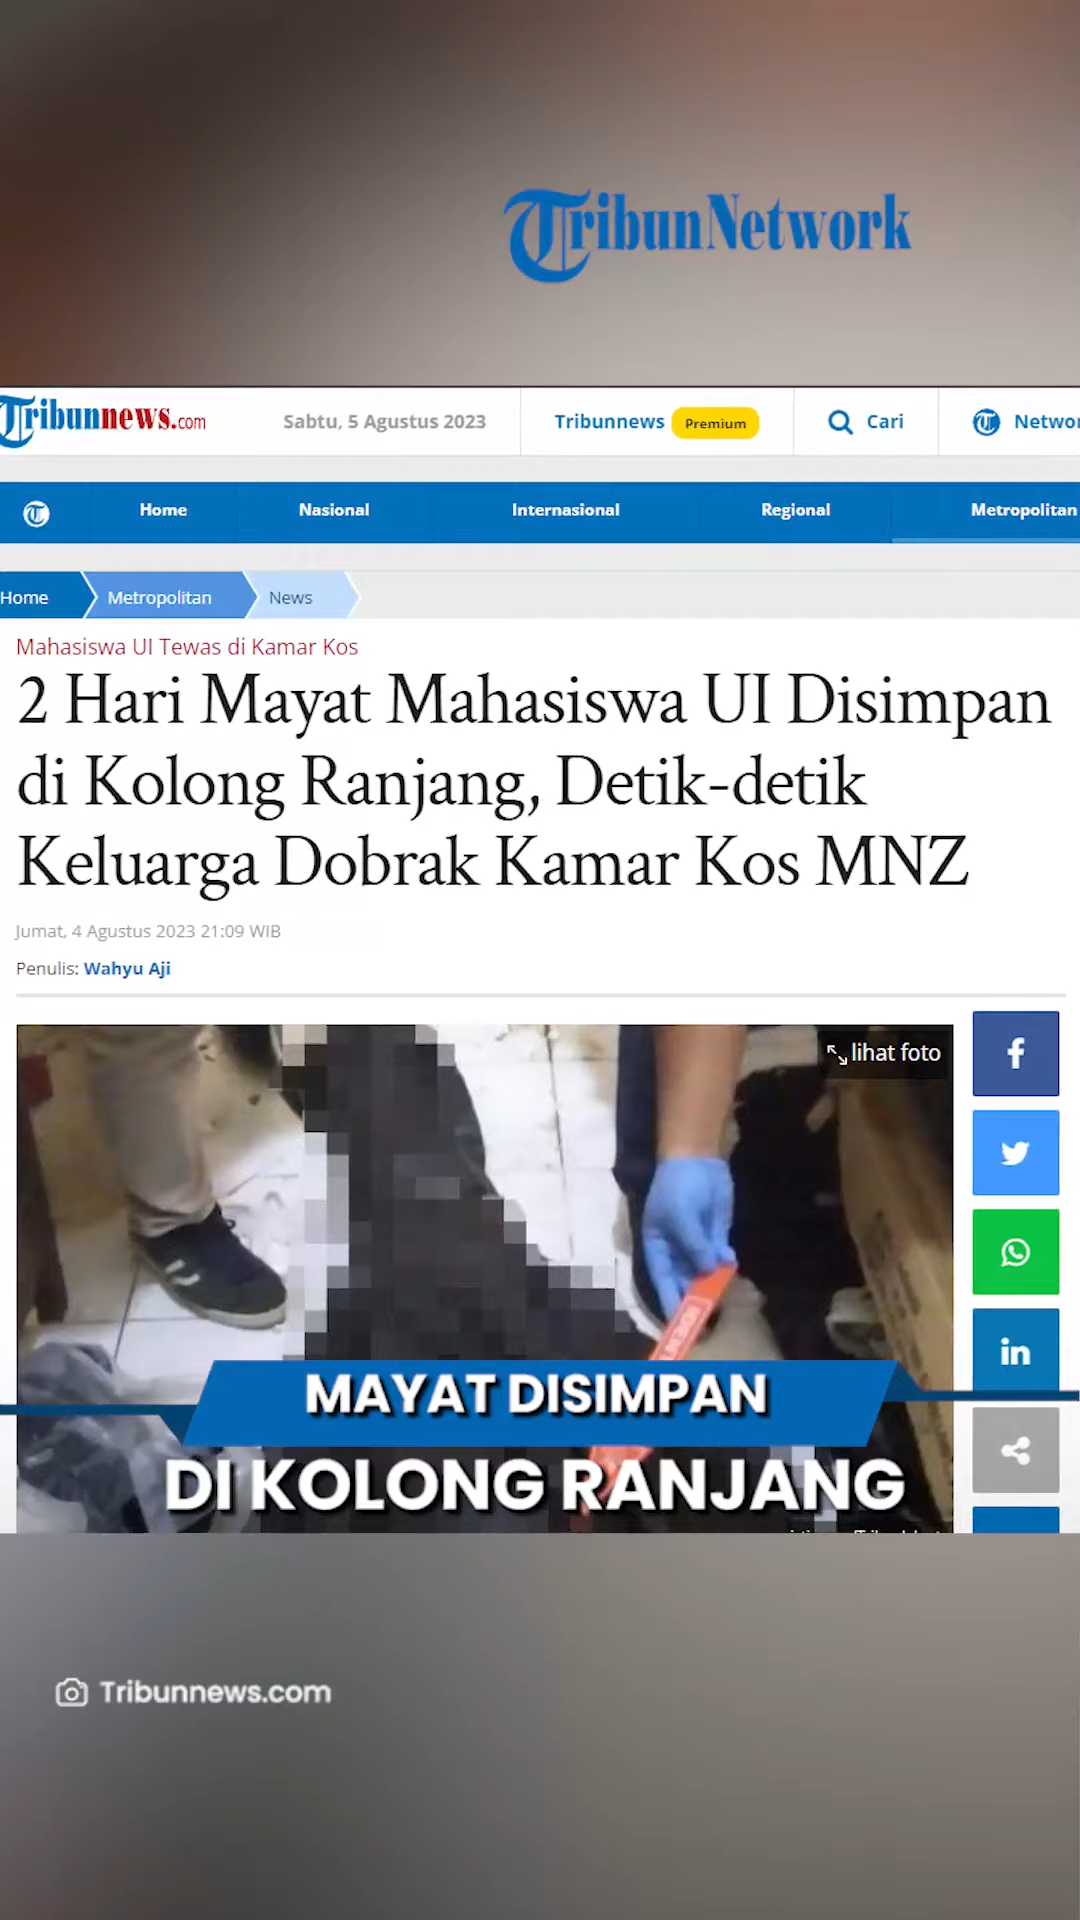 Tribun Network
Tribunnews.com
Sabtu, 5 Agustus 2023
Tribunnews Premium
Cari
Networ
Home
Nasional
Internasional
Regional
Metropolitan
Home
Metropolitan
News
Mahasiswa UI Tewas di Kamar Kos
2 Hari Mayat Mahasiswa UI Disimpan
di Kolong Ranjang, Detik-detik
Keluarga Dobrak Kamar Kos MNZ
Jumat, 4 Agustus 2023 21:09 WIB
Penulis: Wahyu Aji
lihat foto
MAYAT DISIMPAN
DI KOLONG RANJANG
Tribunnews.com